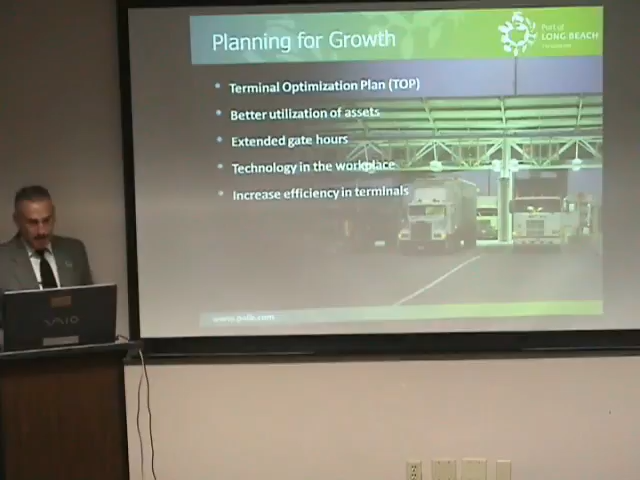 Planning for Growth
Port of
LONG BEACH
Terminal Optimization Plan (TOP)
Better utilization of assets
Extended gate hours
Technology in the workplace
Increase efficiency in terminals
www.polb.com
VAIO